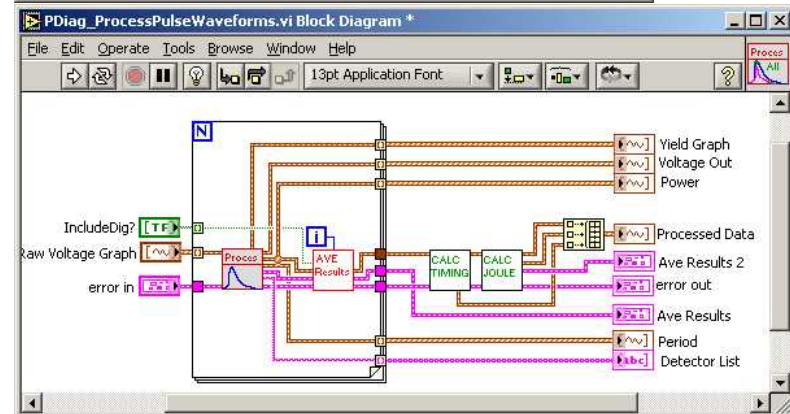 PDiag_ProcessPulseWaveforms.vi Block Diagram *
File Edit Operate Tools Browse Window Help
13pt Application Font
?
Proces
All
N
Yield Graph
Voltage Out
Power
IncludeDig?
TF
i
Raw Voltage Graph
Proces
AVE
Results
CALC
TIMING
CALC
JOULE
Processed Data
Ave Results 2
error in
error out
Ave Results
Period
abc
Detector List